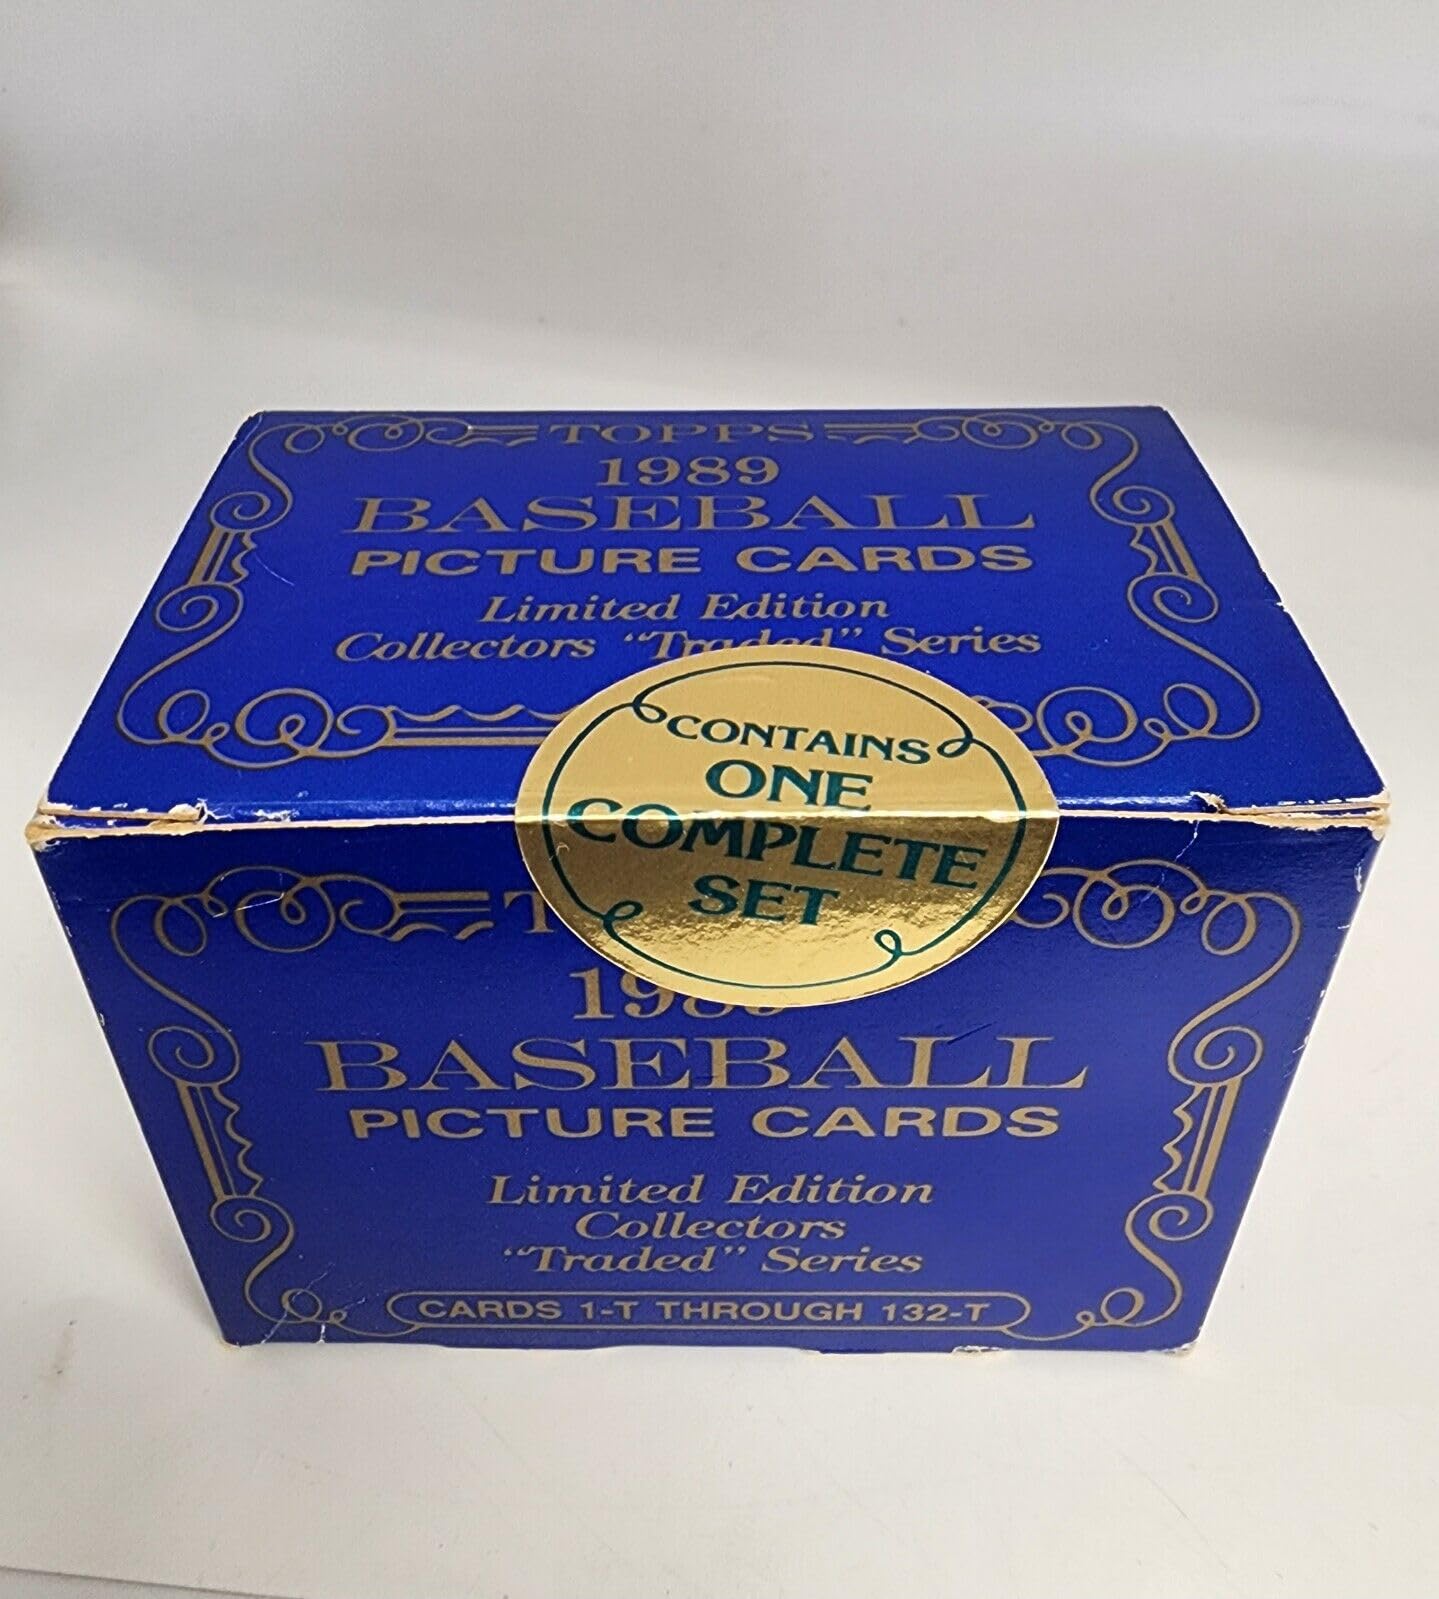 TOPPS
1989
BASEBALL
PICTURE CARDS
Limited Edition
Collectors "Traded" Series
CONTAINS
ONE
COMPLETE
SET
BASEBALL
PICTURE CARDS
Limited Edition
Collectors
"Traded" Series
CARDS 1-T THROUGH 132-T